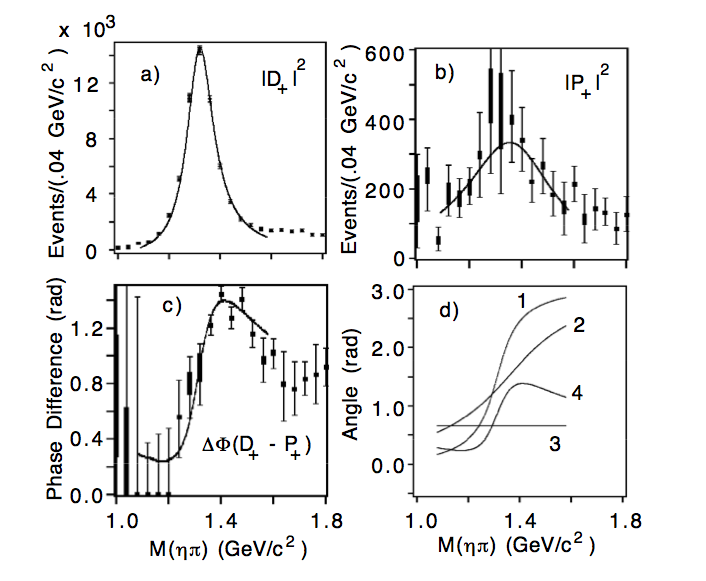 x 10³
a)
|D₊|²
12
8
4
0
Events/(.04 GeV/c²)
b)
|P₊|²
600
400
200
0
Events/(.04 GeV/c²)
c)
1.2
0.8
0.4
0.0
Phase Difference (rad)
ΔΦ(D₊ - P₊)
1.0 1.4 1.8
M(ηπ) (GeV/c²)
d)
3.0
2.0
1.0
0.0
Angle (rad)
1
2
4
3
1.0 1.4 1.8
M(ηπ) (GeV/c²)